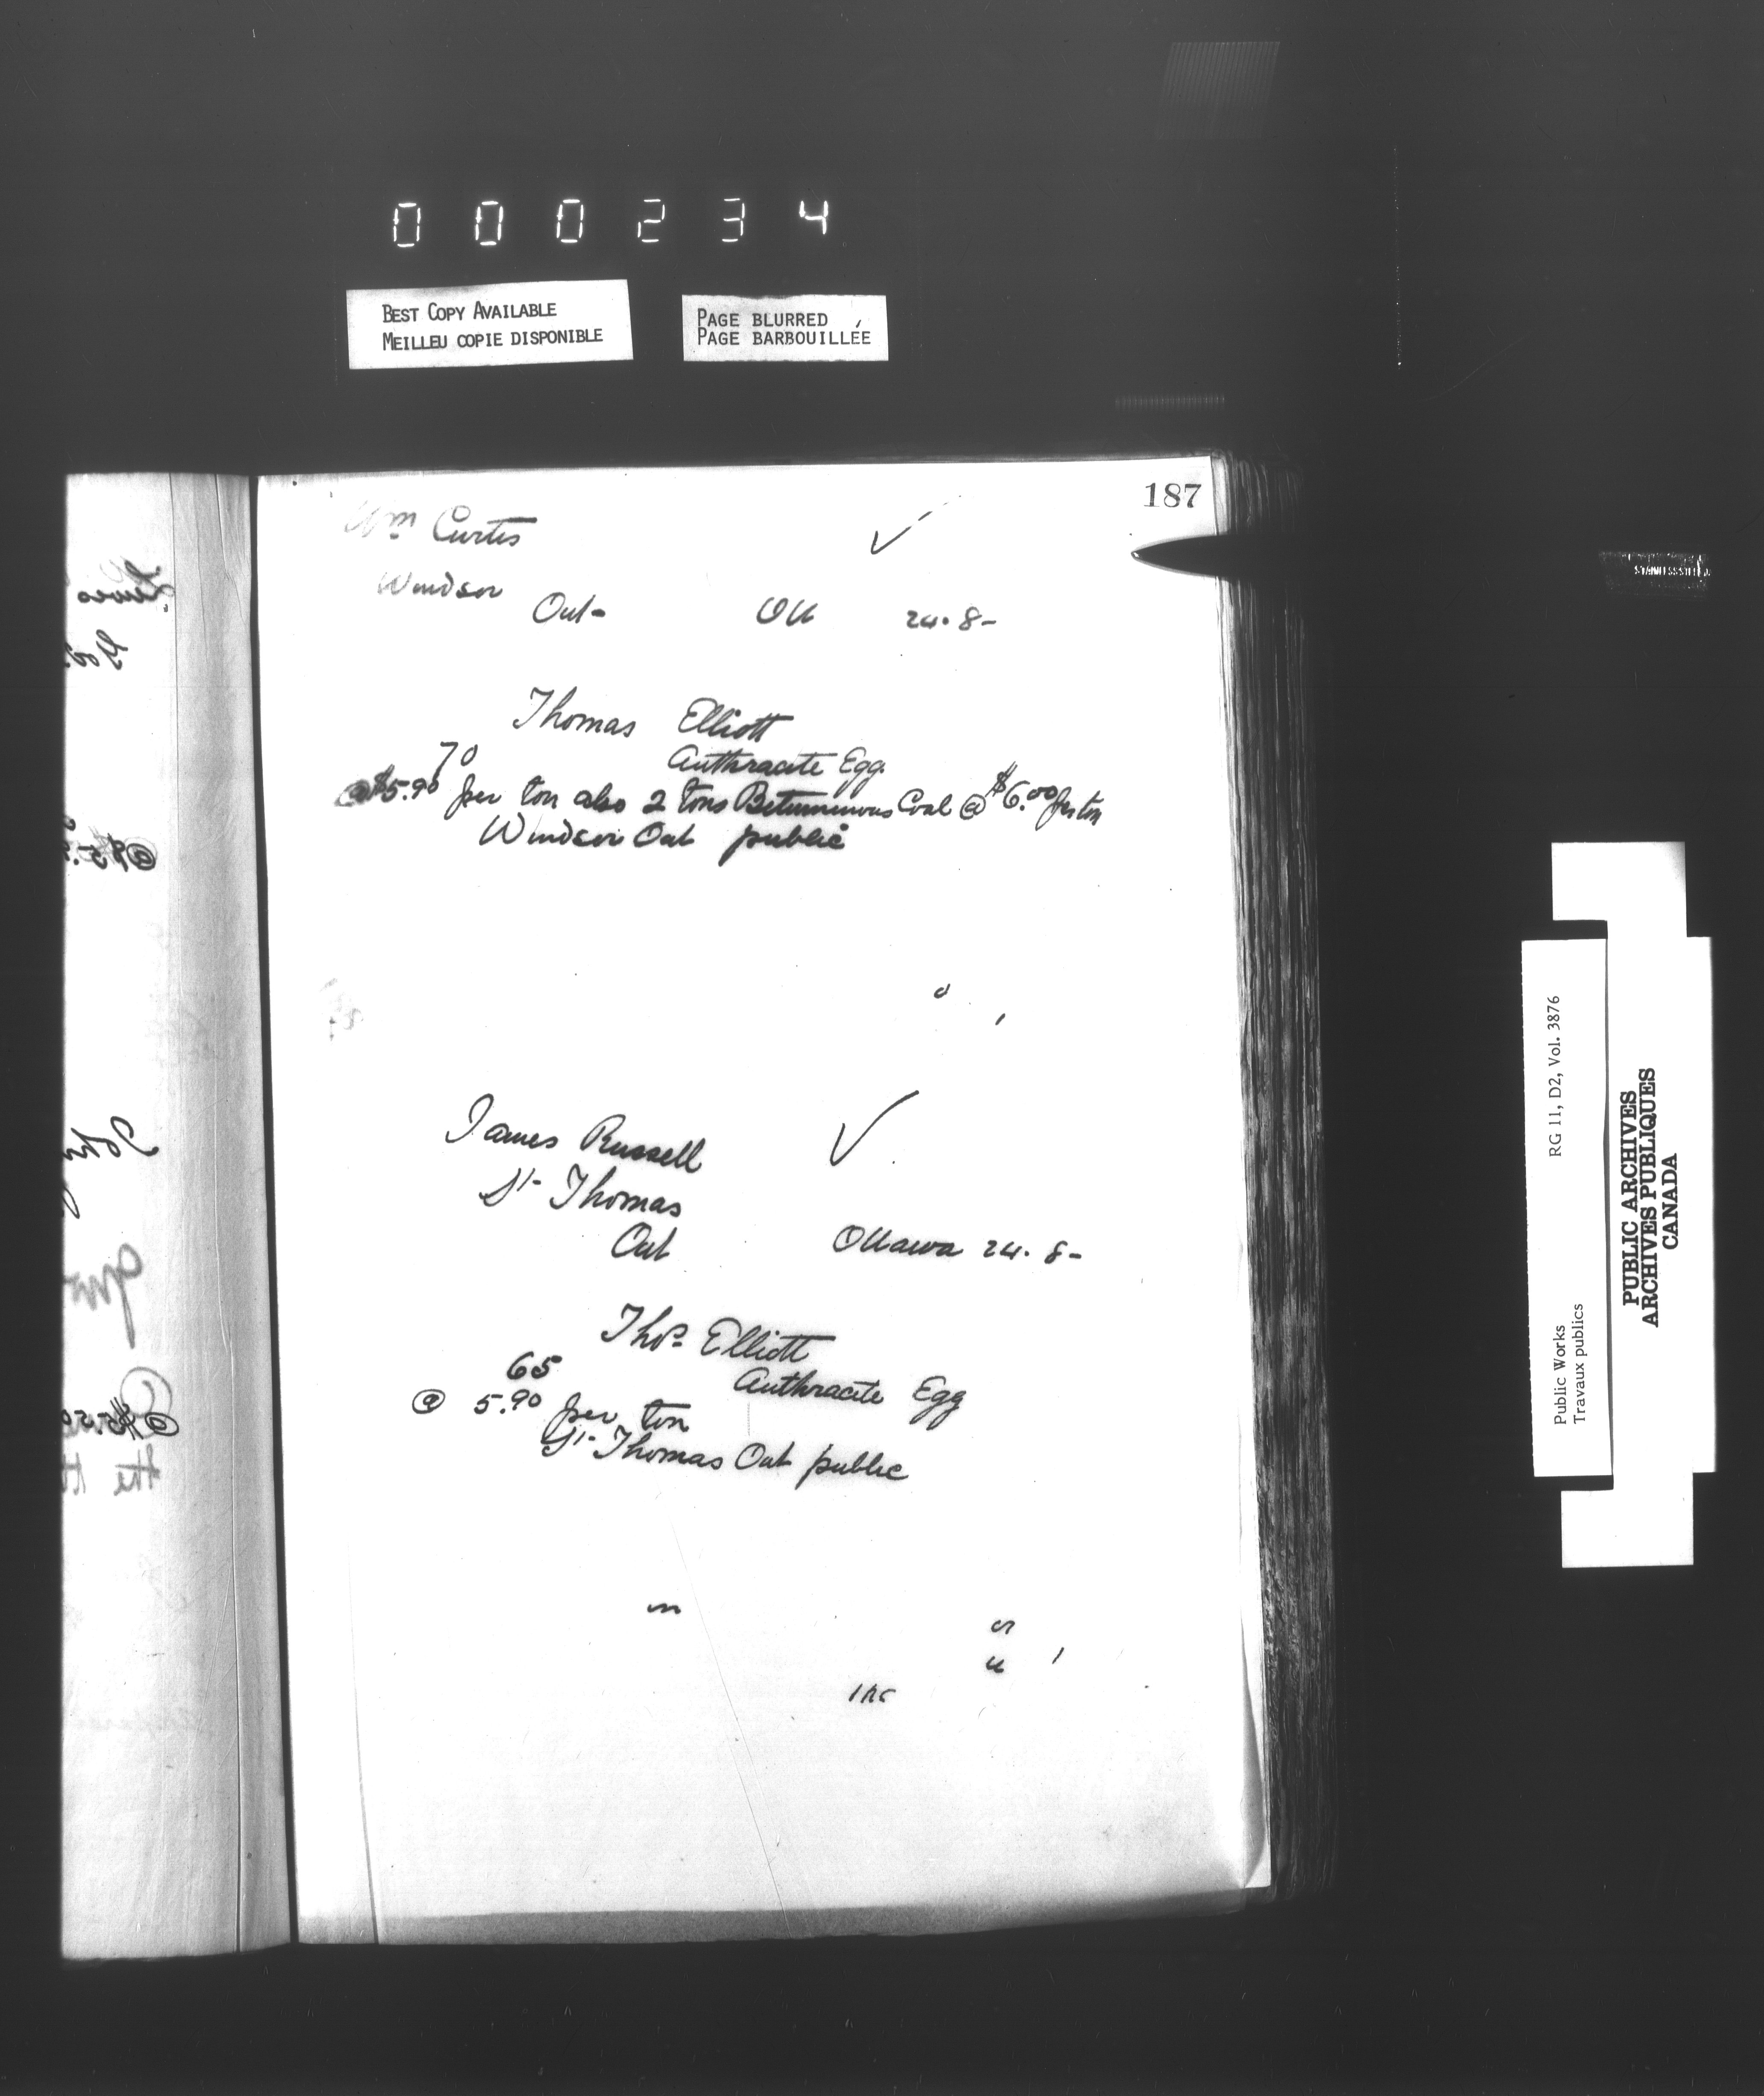 000234
BEST COPY AVAILABLE
MEILLEU COPIE DISPONIBLE
PAGE BLURRED
PAGE BARBOUILLÉE
187
Wm Curtis
Windsor
Ont- Ott 24.8-
Thomas Elliott
70 Anthracite Egg
@ $5.90 per ton also 2 tons Betumminous Coal @ $6.00 per ton
Windsor Ont public
James Russell
St- Thomas
Ont Ottawa 24.8-
Thos Elliott
65 Anthracite Egg
@ 5.90 per ton
St- Thomas Ont public
RG 11, D2, Vol. 3876
Public Works
Travaux publics
PUBLIC ARCHIVES
ARCHIVES PUBLIQUES
CANADA